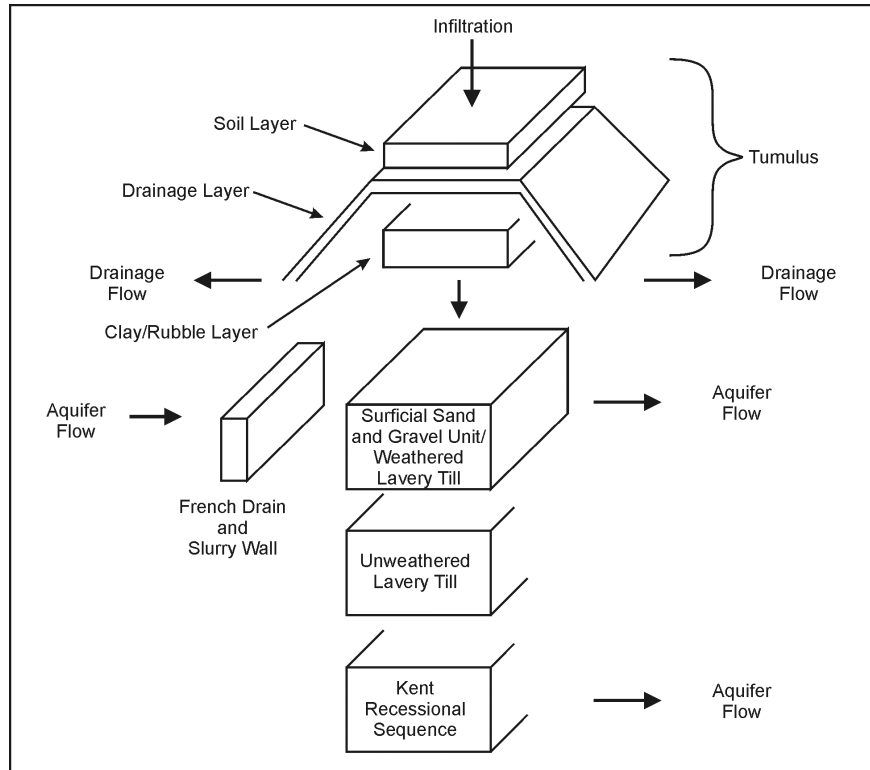 Infiltration
Soil Layer
Tumulus
Drainage Layer
Drainage
Flow
Drainage
Flow
Clay/Rubble Layer
Aquifer
Flow
Surficial Sand
and Gravel Unit/
Weathered
Lavery Till
Aquifer
Flow
French Drain
and
Slurry Wall
Unweathered
Lavery Till
Kent
Recessional
Sequence
Aquifer
Flow